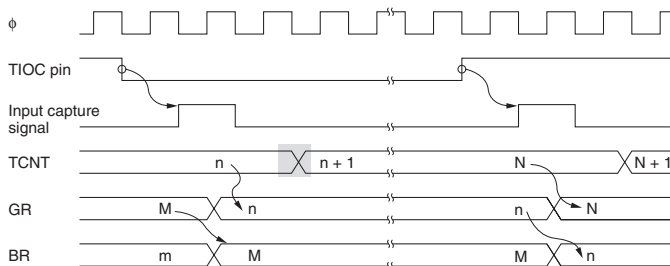 ϕ
TIOC pin
Input capture
signal
TCNT n n + 1 N N + 1
GR M n n N
BR m M M n